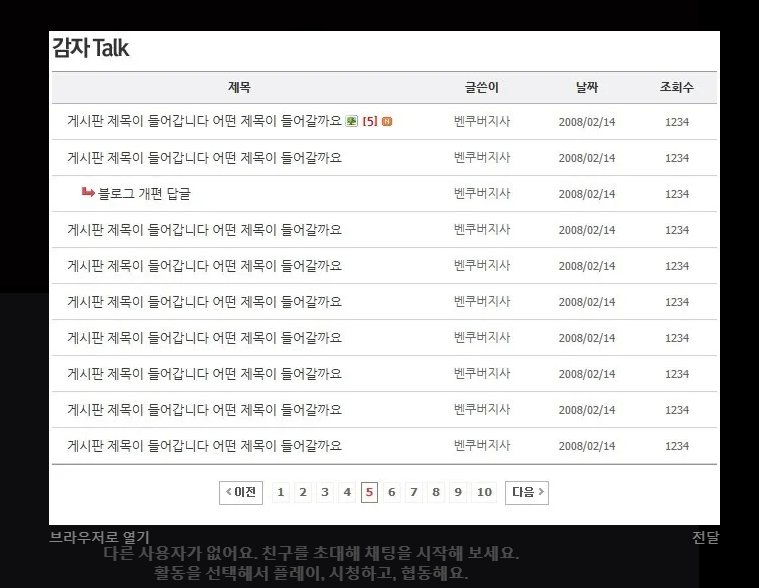 감자 Talk
제목 글쓴이 날짜 조회수
게시판 제목이 들어갑니다 어떤 제목이 들어갈까요 [5] N 벤쿠버지사 2008/02/14 1234
게시판 제목이 들어갑니다 어떤 제목이 들어갈까요 벤쿠버지사 2008/02/14 1234
블로그 개편 답글 벤쿠버지사 2008/02/14 1234
게시판 제목이 들어갑니다 어떤 제목이 들어갈까요 벤쿠버지사 2008/02/14 1234
게시판 제목이 들어갑니다 어떤 제목이 들어갈까요 벤쿠버지사 2008/02/14 1234
게시판 제목이 들어갑니다 어떤 제목이 들어갈까요 벤쿠버지사 2008/02/14 1234
게시판 제목이 들어갑니다 어떤 제목이 들어갈까요 벤쿠버지사 2008/02/14 1234
게시판 제목이 들어갑니다 어떤 제목이 들어갈까요 벤쿠버지사 2008/02/14 1234
게시판 제목이 들어갑니다 어떤 제목이 들어갈까요 벤쿠버지사 2008/02/14 1234
게시판 제목이 들어갑니다 어떤 제목이 들어갈까요 벤쿠버지사 2008/02/14 1234
이전 1 2 3 4 5 6 7 8 9 10 다음
브라우저로 열기 전달
다른 사용자가 없어요. 친구를 초대해 채팅을 시작해 보세요.
활동을 선택해서 플레이, 시청하고, 협동해요.